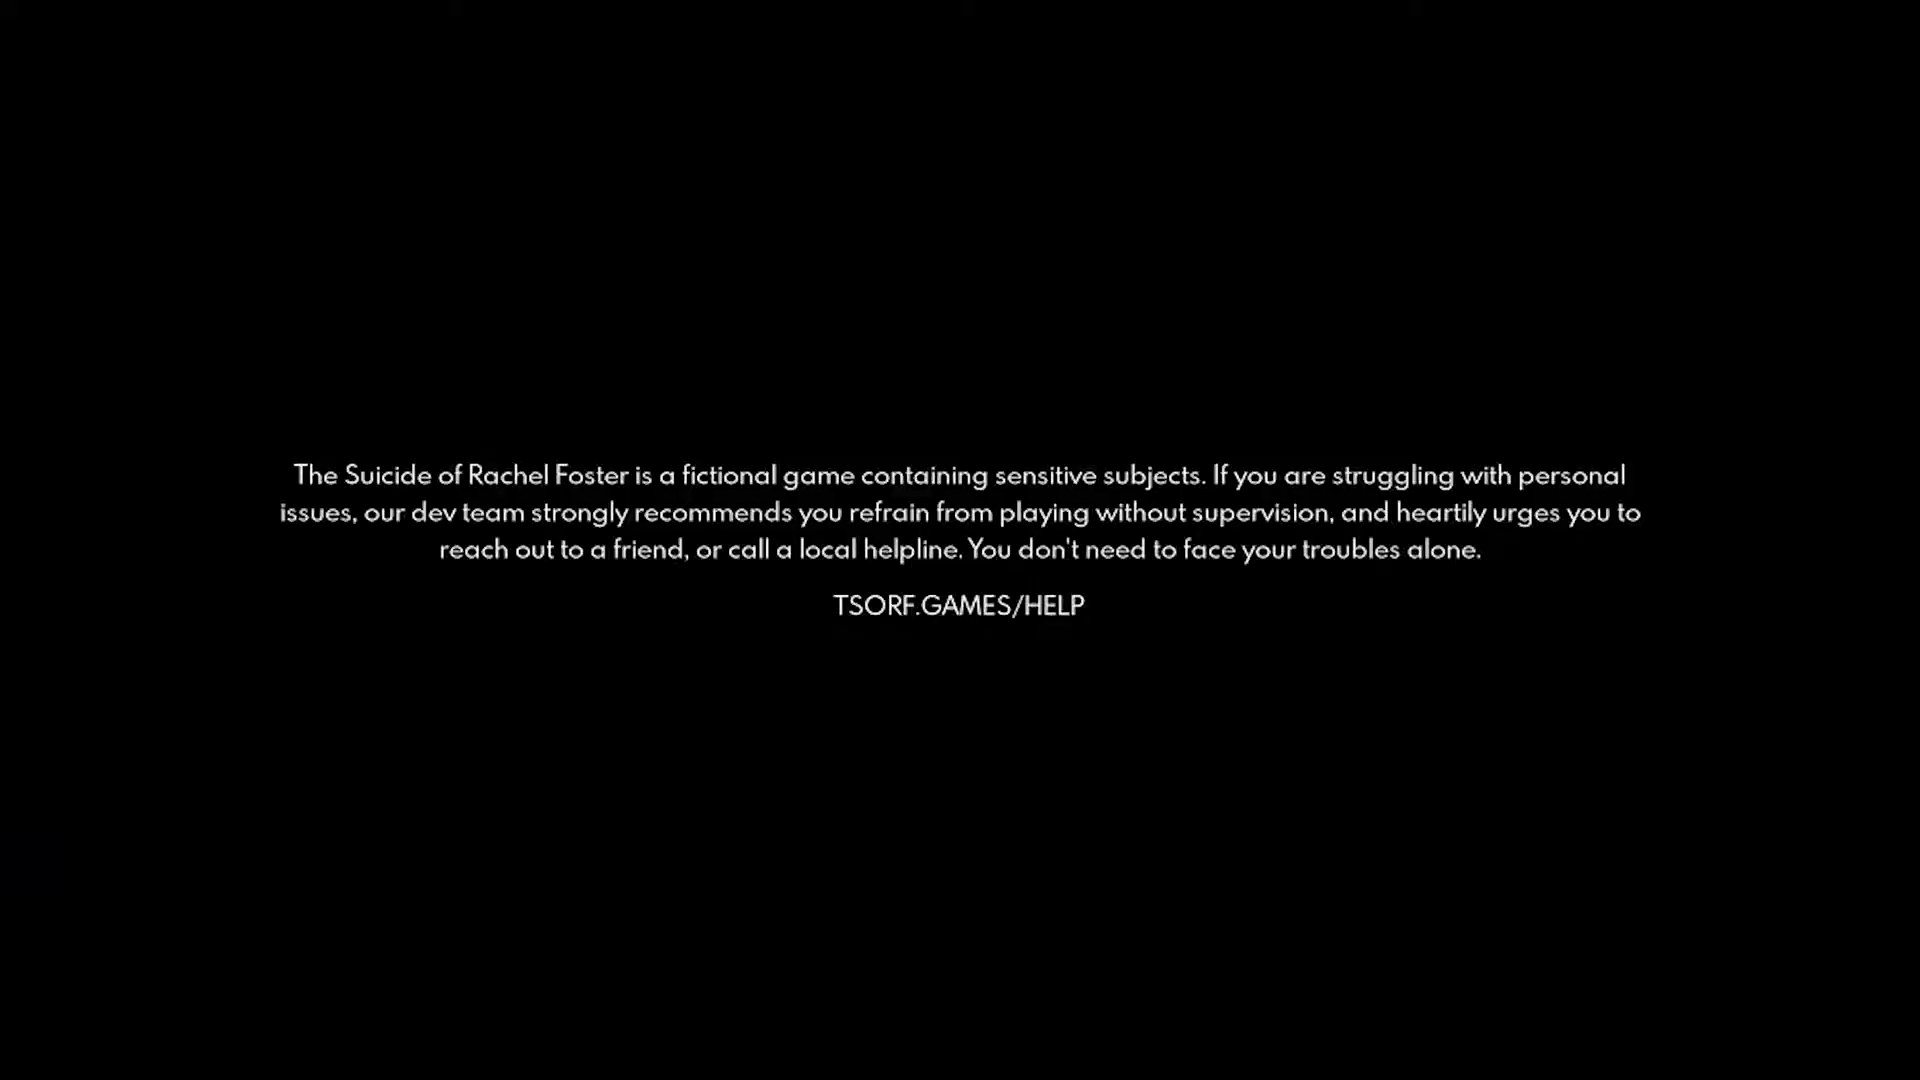 The Suicide of Rachel Foster is a fictional game containing sensitive subjects. If you are struggling with personal
issues, our dev team strongly recommends you refrain from playing without supervision, and heartily urges you to
reach out to a friend, or call a local helpline. You don't need to face your troubles alone.
TSORF.GAMES/HELP